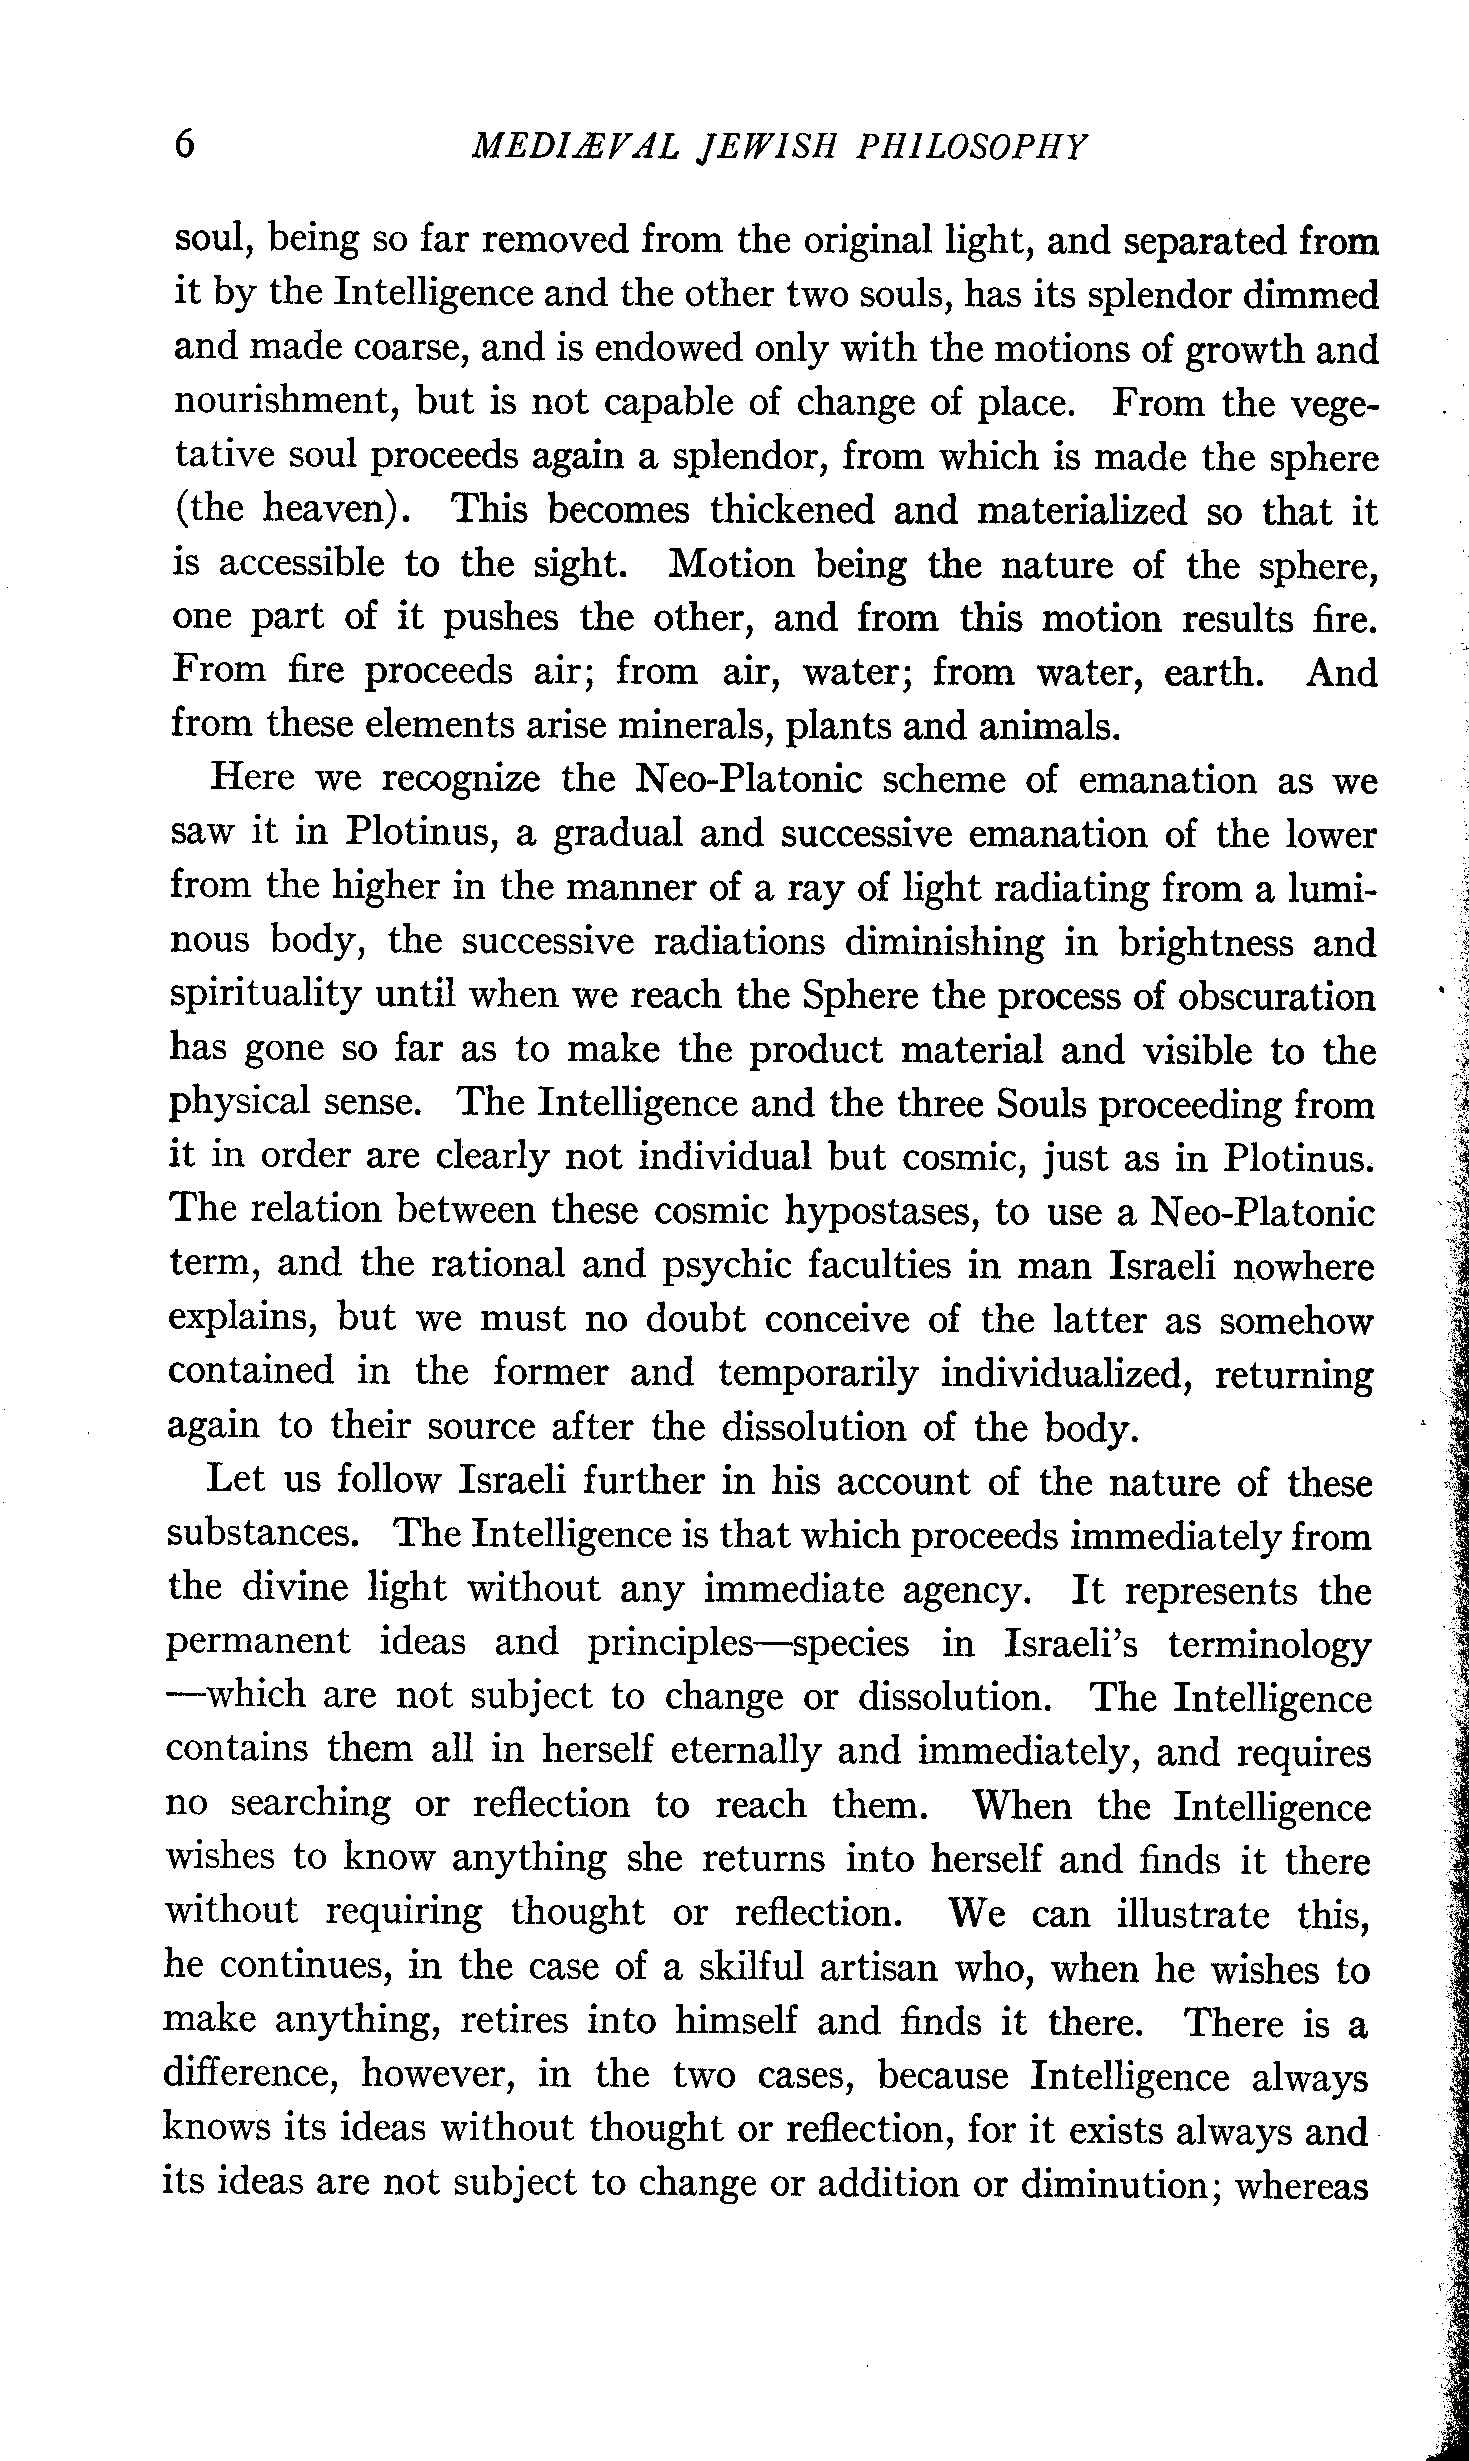 6 MEDIÆVAL JEWISH PHILOSOPHY
soul, being so far removed from the original light, and separated from
it by the Intelligence and the other two souls, has its splendor dimmed
and made coarse, and is endowed only with the motions of growth and
nourishment, but is not capable of change of place. From the vege-
tative soul proceeds again a splendor, from which is made the sphere
(the heaven). This becomes thickened and materialized so that it
is accessible to the sight. Motion being the nature of the sphere,
one part of it pushes the other, and from this motion results fire.
From fire proceeds air; from air, water; from water, earth. And
from these elements arise minerals, plants and animals.
Here we recognize the Neo-Platonic scheme of emanation as we
saw it in Plotinus, a gradual and successive emanation of the lower
from the higher in the manner of a ray of light radiating from a lumi-
nous body, the successive radiations diminishing in brightness and
spirituality until when we reach the Sphere the process of obscuration
has gone so far as to make the product material and visible to the
physical sense. The Intelligence and the three Souls proceeding from
it in order are clearly not individual but cosmic, just as in Plotinus.
The relation between these cosmic hypostases, to use a Neo-Platonic
term, and the rational and psychic faculties in man Israeli nowhere
explains, but we must no doubt conceive of the latter as somehow
contained in the former and temporarily individualized, returning
again to their source after the dissolution of the body.
Let us follow Israeli further in his account of the nature of these
substances. The Intelligence is that which proceeds immediately from
the divine light without any immediate agency. It represents the
permanent ideas and principles—species in Israeli's terminology
—which are not subject to change or dissolution. The Intelligence
contains them all in herself eternally and immediately, and requires
no searching or reflection to reach them. When the Intelligence
wishes to know anything she returns into herself and finds it there
without requiring thought or reflection. We can illustrate this,
he continues, in the case of a skilful artisan who, when he wishes to
make anything, retires into himself and finds it there. There is a
difference, however, in the two cases, because Intelligence always
knows its ideas without thought or reflection, for it exists always and
its ideas are not subject to change or addition or diminution; whereas